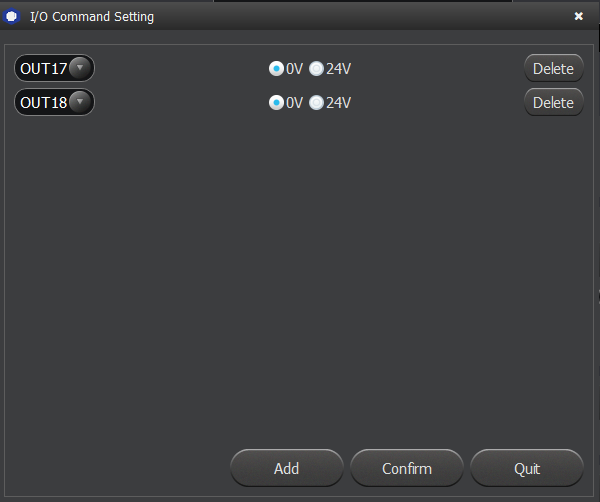 I/O Command Setting
OUT17 0V 24V Delete
OUT18 0V 24V Delete
Add Confirm Quit